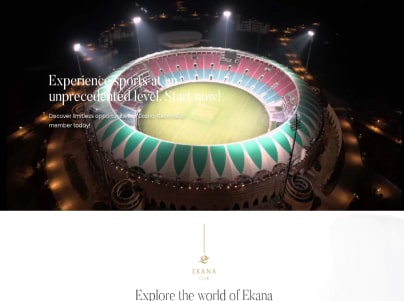 Experience sports at an
unprecedented level. Start now!
Discover limitless opportunities
member today!
EKANA
CLUB
Explore the world of Ekana